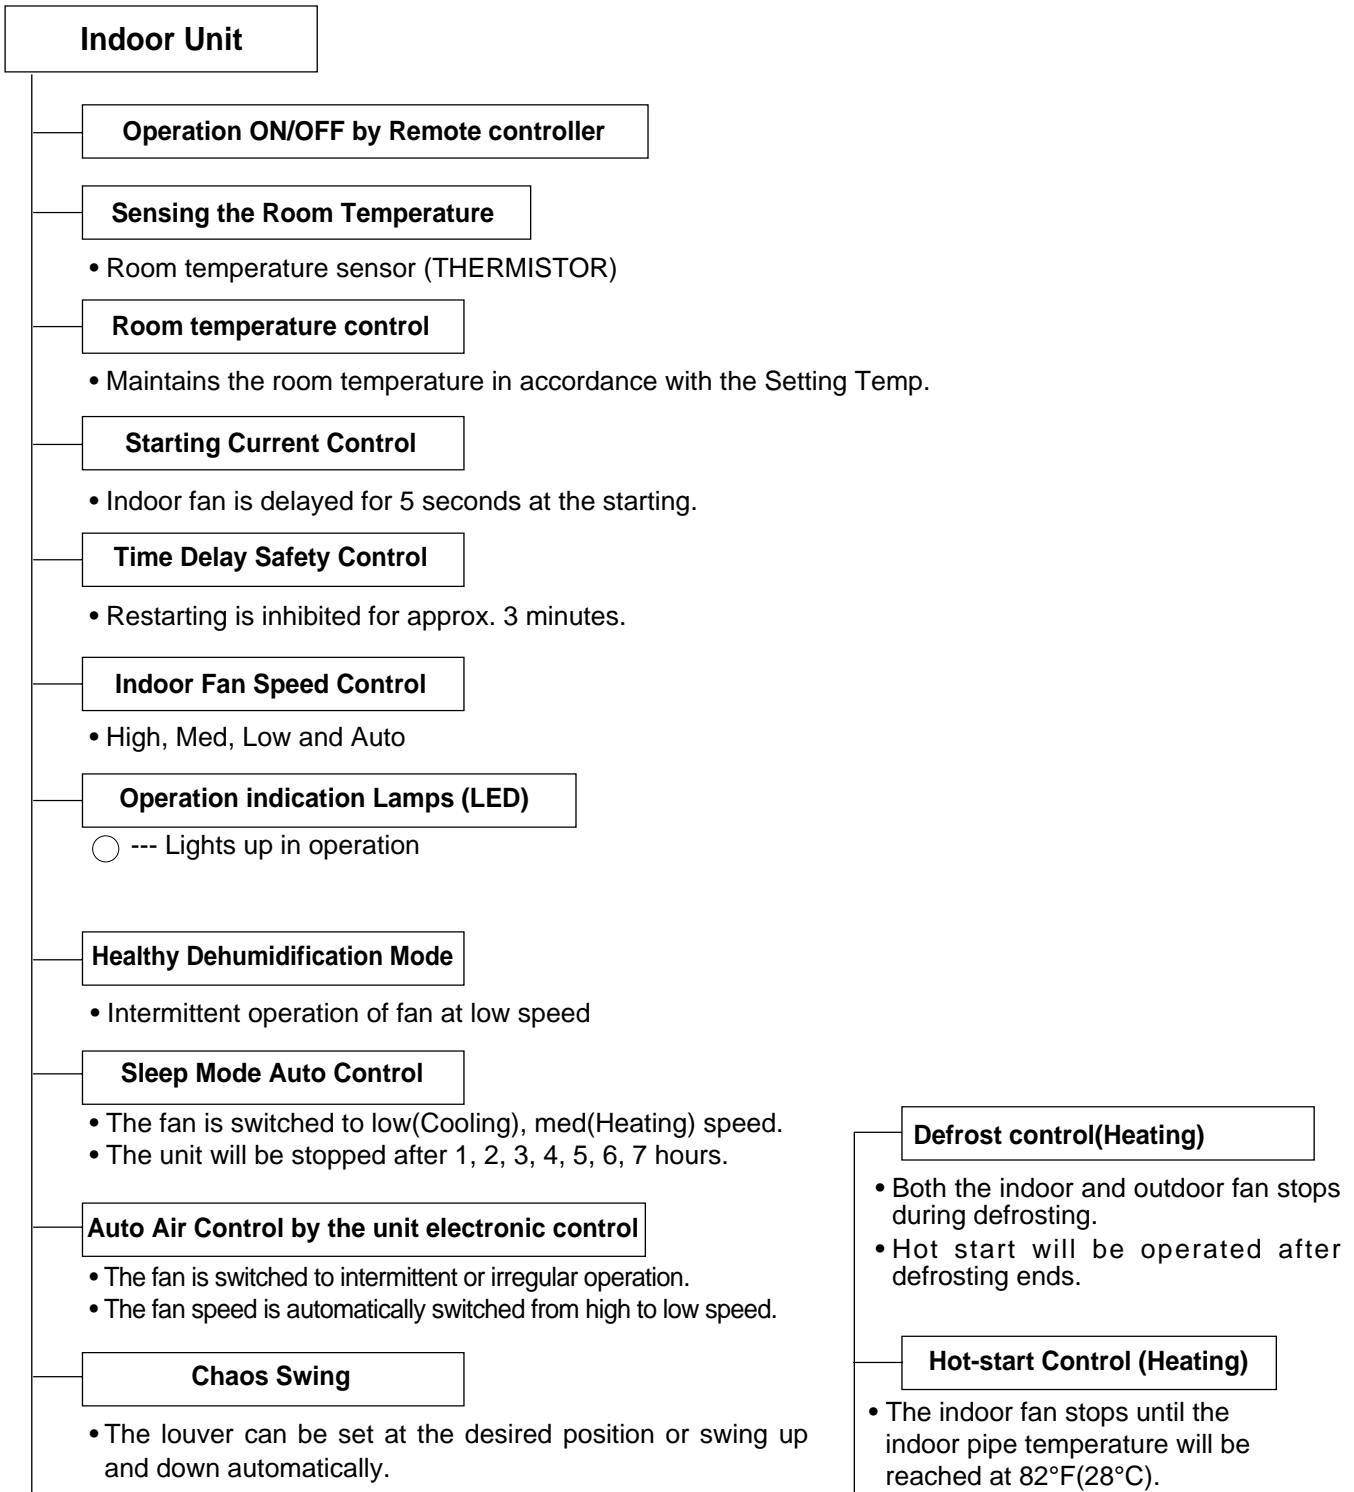 Indoor Unit
Operation ON/OFF by Remote controller
Sensing the Room Temperature
• Room temperature sensor (THERMISTOR)
Room temperature control
• Maintains the room temperature in accordance with the Setting Temp.
Starting Current Control
• Indoor fan is delayed for 5 seconds at the starting.
Time Delay Safety Control
• Restarting is inhibited for approx. 3 minutes.
Indoor Fan Speed Control
• High, Med, Low and Auto
Operation indication Lamps (LED)
--- Lights up in operation
Healthy Dehumidification Mode
• Intermittent operation of fan at low speed
Sleep Mode Auto Control
• The fan is switched to low(Cooling), med(Heating) speed.
• The unit will be stopped after 1, 2, 3, 4, 5, 6, 7 hours.
Auto Air Control by the unit electronic control
• The fan is switched to intermittent or irregular operation.
• The fan speed is automatically switched from high to low speed.
Chaos Swing
• The louver can be set at the desired position or swing up
and down automatically.
Defrost control(Heating)
• Both the indoor and outdoor fan stops
during defrosting.
• Hot start will be operated after
defrosting ends.
Hot-start Control (Heating)
• The indoor fan stops until the
indoor pipe temperature will be
reached at 82°F(28°C).